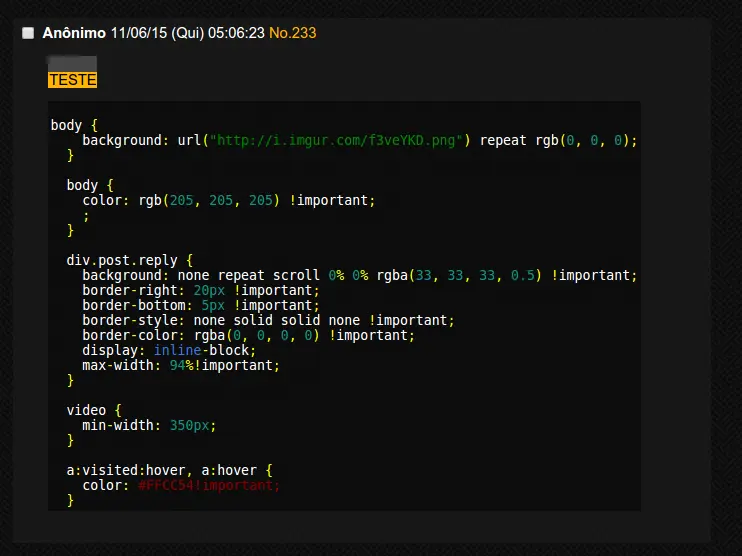 Anônimo 11/06/15 (Qui) 05:06:23 No.233
TESTE
body {
background: url("http://i.imgur.com/f3veYKD.png") repeat rgb(0, 0, 0);
}
body {
color: rgb(205, 205, 205) !important;
;
}
div.post.reply {
background: none repeat scroll 0% 0% rgba(33, 33, 33, 0.5) !important;
border-right: 20px !important;
border-bottom: 5px !important;
border-style: none solid solid none !important;
border-color: rgba(0, 0, 0, 0) !important;
display: inline-block;
max-width: 94%!important;
}
video {
min-width: 350px;
}
a:visited:hover, a:hover {
color: #FFCC54!important;
}